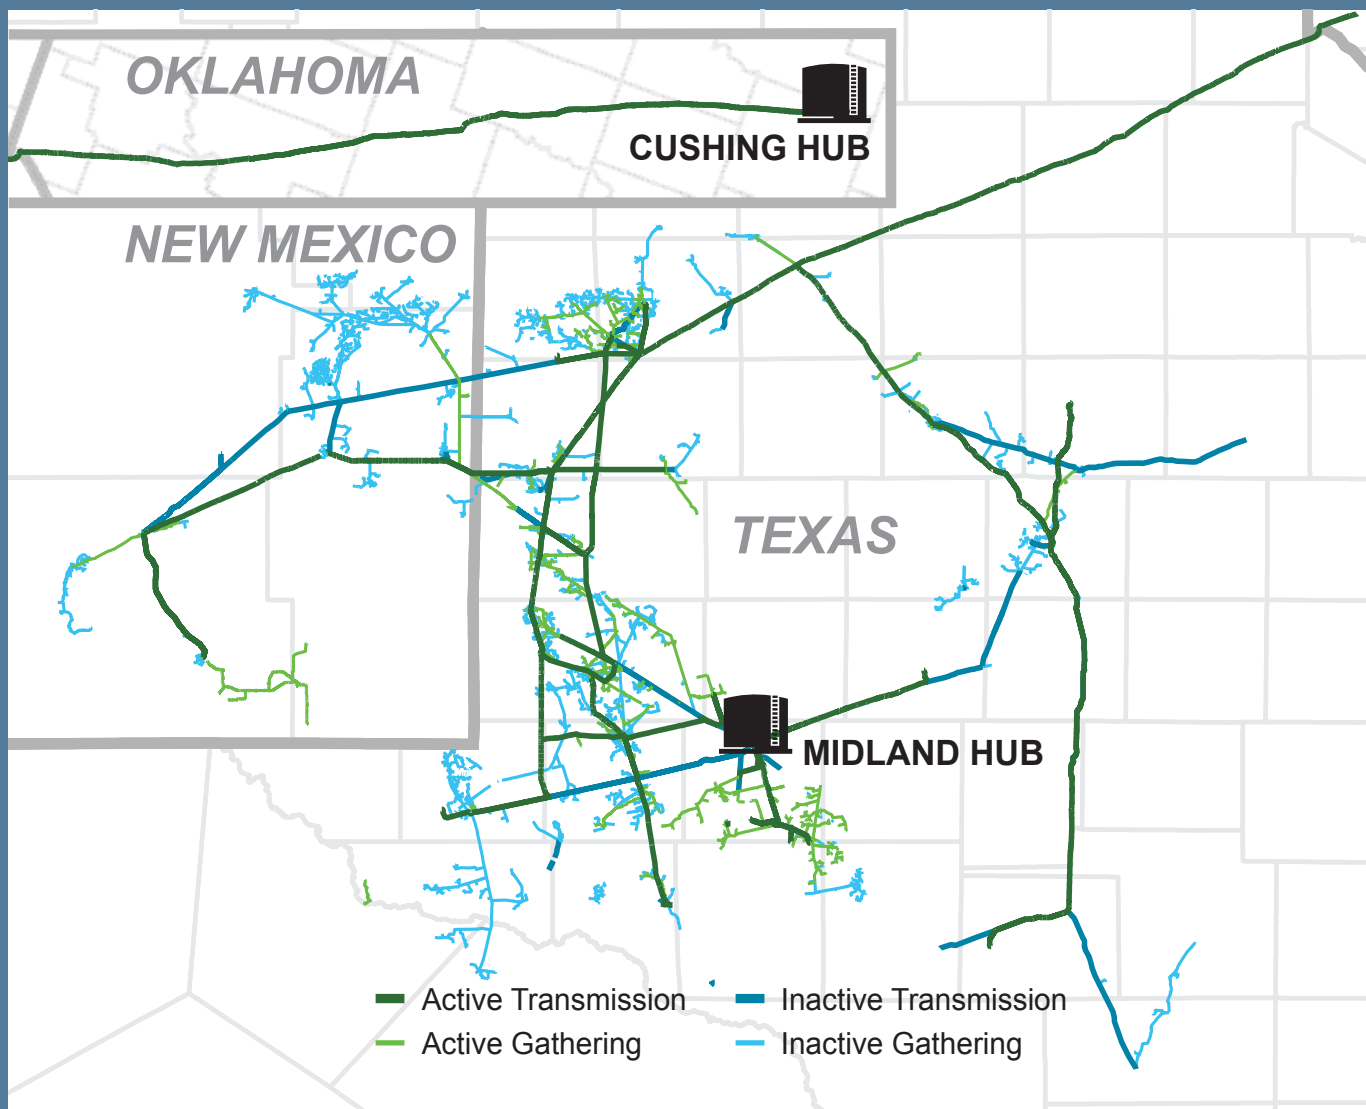 OKLAHOMA
CUSHING HUB
NEW MEXICO
TEXAS
MIDLAND HUB
Active Transmission
Inactive Transmission
Active Gathering
Inactive Gathering